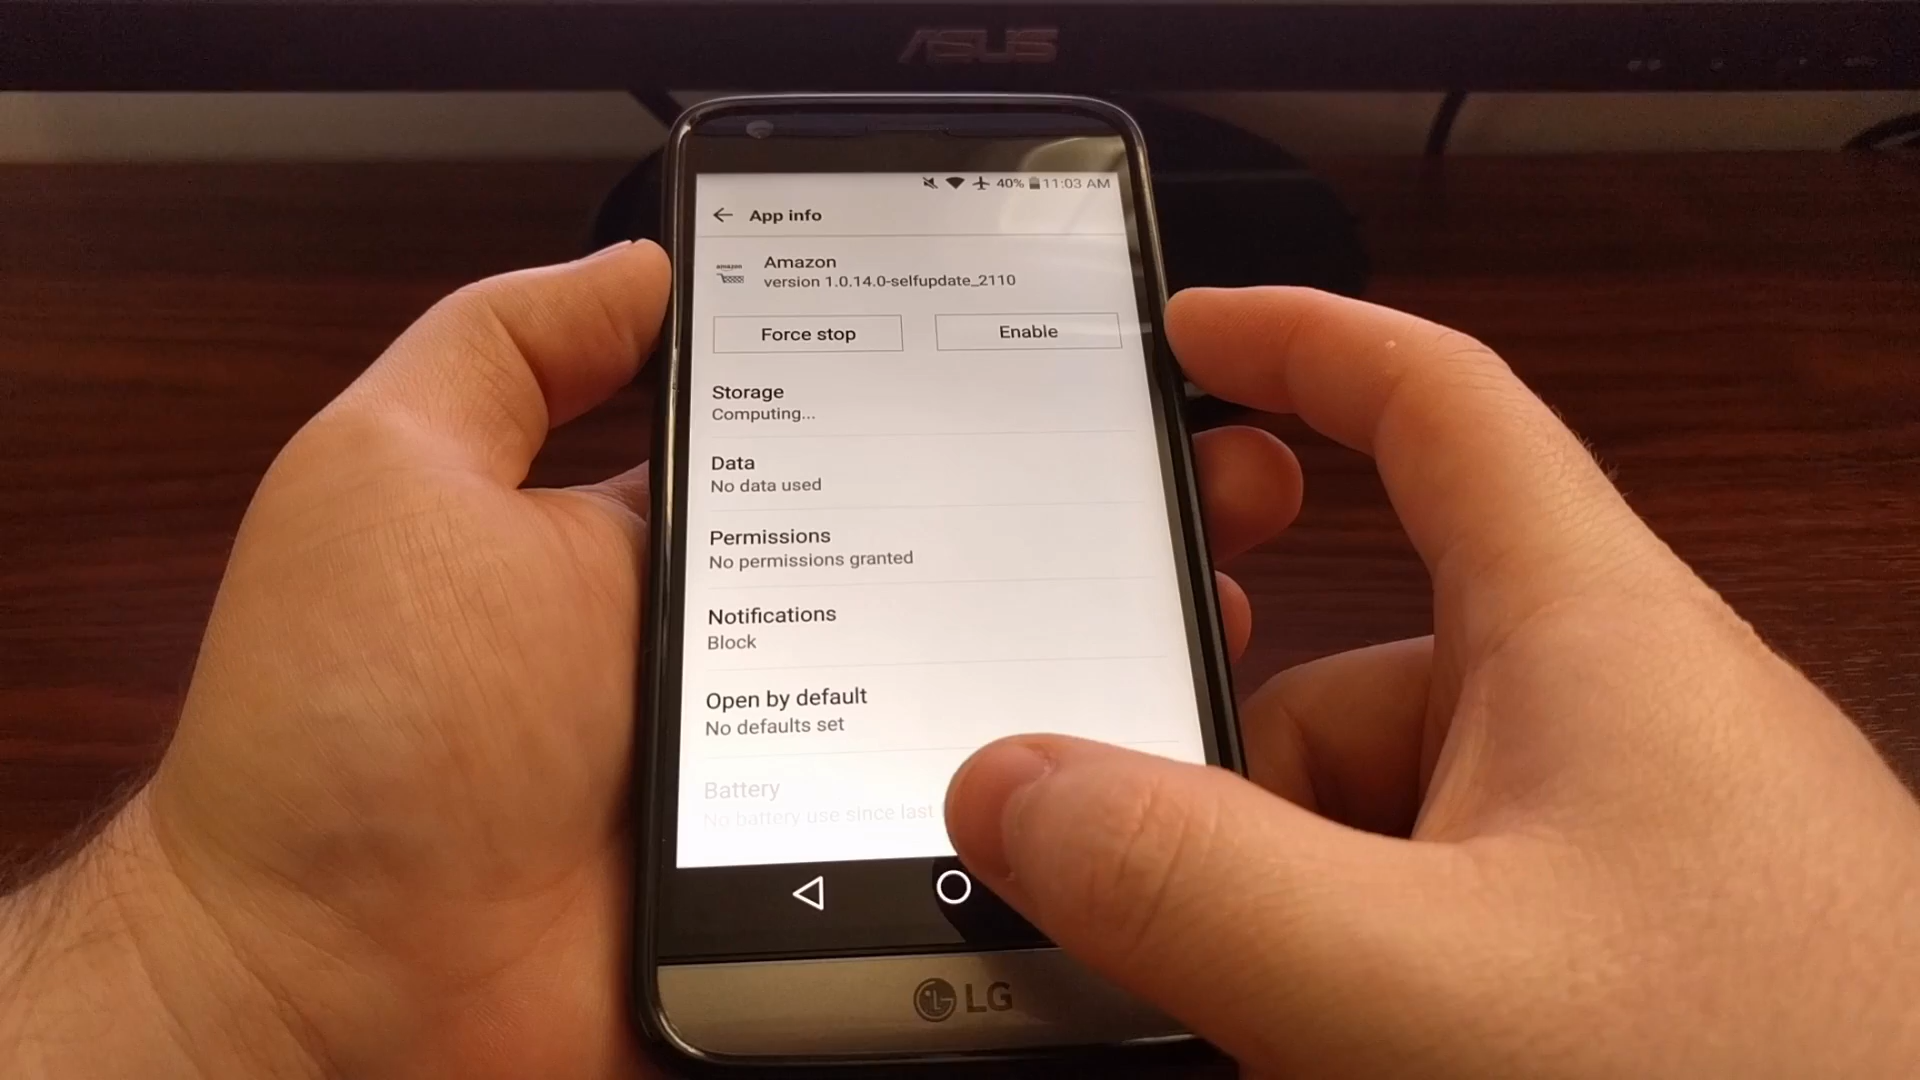 ASUS
40% 11:03 AM
App info
amazon
Amazon
version 1.0.14.0-selfupdate_2110
Force stop
Enable
Storage
Computing...
Data
No data used
Permissions
No permissions granted
Notifications
Block
Open by default
No defaults set
Battery
No battery use since last
LG